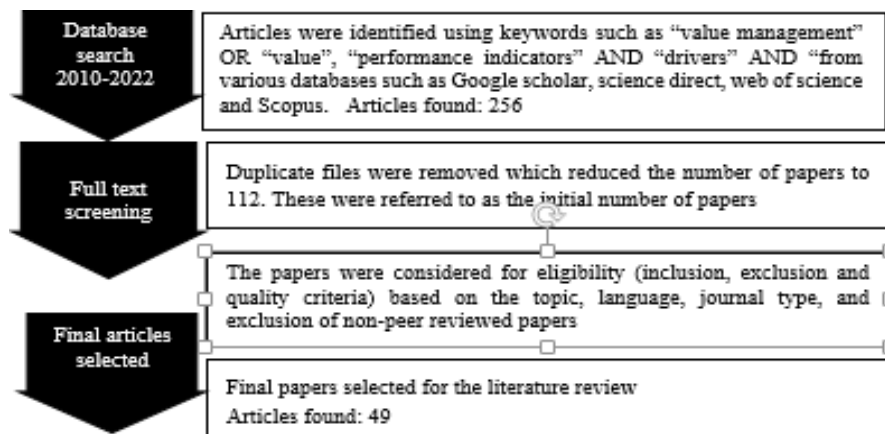 Database
search
2010-2022
Articles were identified using keywords such as “value management”
OR “value”, “performance indicators” AND “drivers” AND “from
various databases such as Google scholar, science direct, web of science
and Scopus. Articles found: 256
Full text
screening
Duplicate files were removed which reduced the number of papers to
112. These were referred to as the initial number of papers
The papers were considered for eligibility (inclusion, exclusion and
quality criteria) based on the topic, language, journal type, and
exclusion of non-peer reviewed papers
Final articles
selected
Final papers selected for the literature review
Articles found: 49